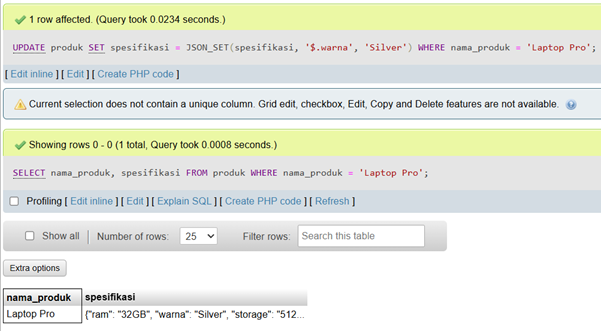 1 row affected. (Query took 0.0234 seconds.)
UPDATE produk SET spesifikasi = JSON_SET(spesifikasi, '$.warna', 'Silver') WHERE nama_produk = 'Laptop Pro';
[ Edit inline ] [ Edit ] [ Create PHP code ]
Current selection does not contain a unique column. Grid edit, checkbox, Edit, Copy and Delete features are not available.
Showing rows 0 - 0 (1 total, Query took 0.0008 seconds.)
SELECT nama_produk, spesifikasi FROM produk WHERE nama_produk = 'Laptop Pro';
Profiling [ Edit inline ] [ Edit ] [ Explain SQL ] [ Create PHP code ] [ Refresh ]
Show all Number of rows: 25 Filter rows: Search this table
Extra options
nama_produk spesifikasi
Laptop Pro {"ram": "32GB", "warna": "Silver", "storage": "512...